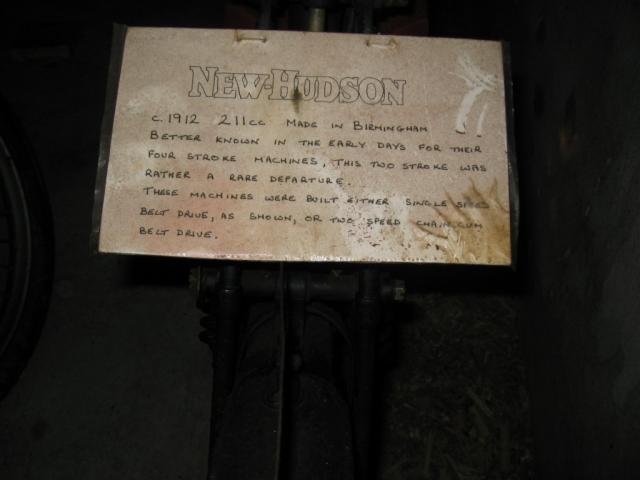 NEW-HUDSON
C. 1912 211CC MADE IN BIRMINGHAM
BETTER KNOWN IN THE EARLY DAYS FOR THEIR
FOUR STROKE MACHINES, THIS TWO STROKE WAS
RATHER A RARE DEPARTURE.
THESE MACHINES WERE BUILT EITHER SINGLE SPEED
BELT DRIVE, AS SHOWN, OR TWO SPEED CHAIN CUM
BELT DRIVE.